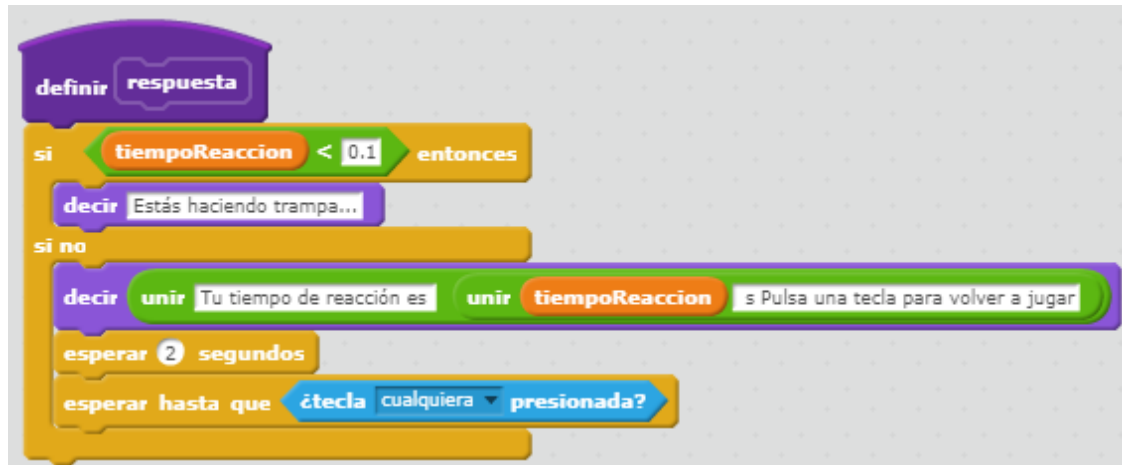 definir respuesta
si tiempoReaccion < 0.1 entonces
decir Estás haciendo trampa...
si no
decir unir Tu tiempo de reacción es unir tiempoReaccion s Pulsa una tecla para volver a jugar
esperar 2 segundos
esperar hasta que ¿tecla cualquiera presionada?